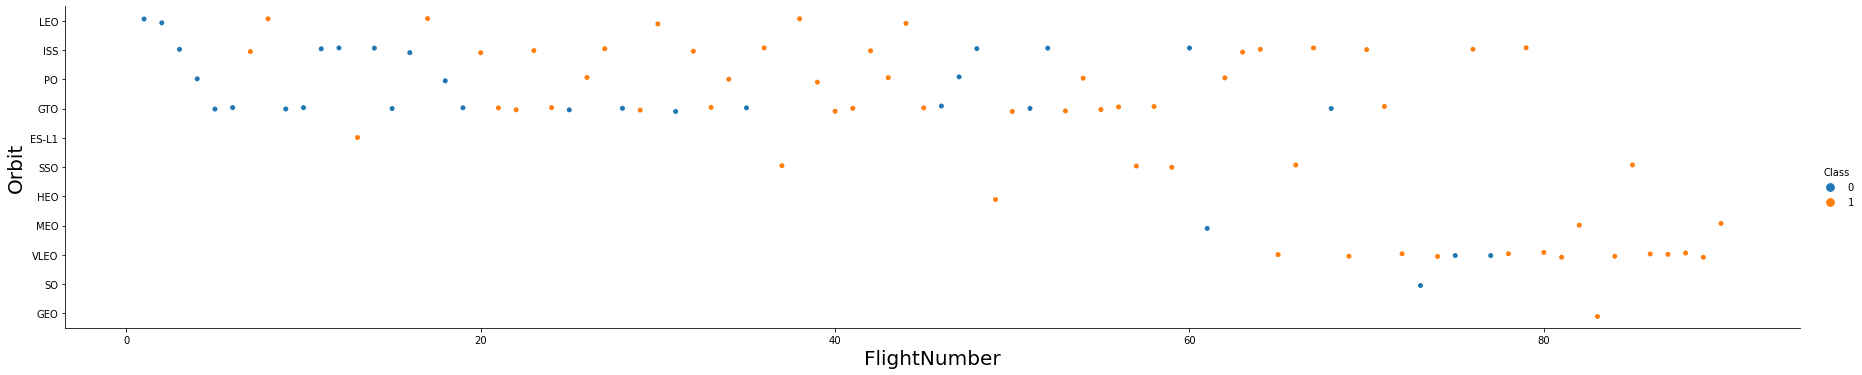 Orbit
LEO
ISS
PO
GTO
ES-L1
SSO
HEO
MEO
VLEO
SO
GEO
0 20 40 60 80
FlightNumber
Class
0
1